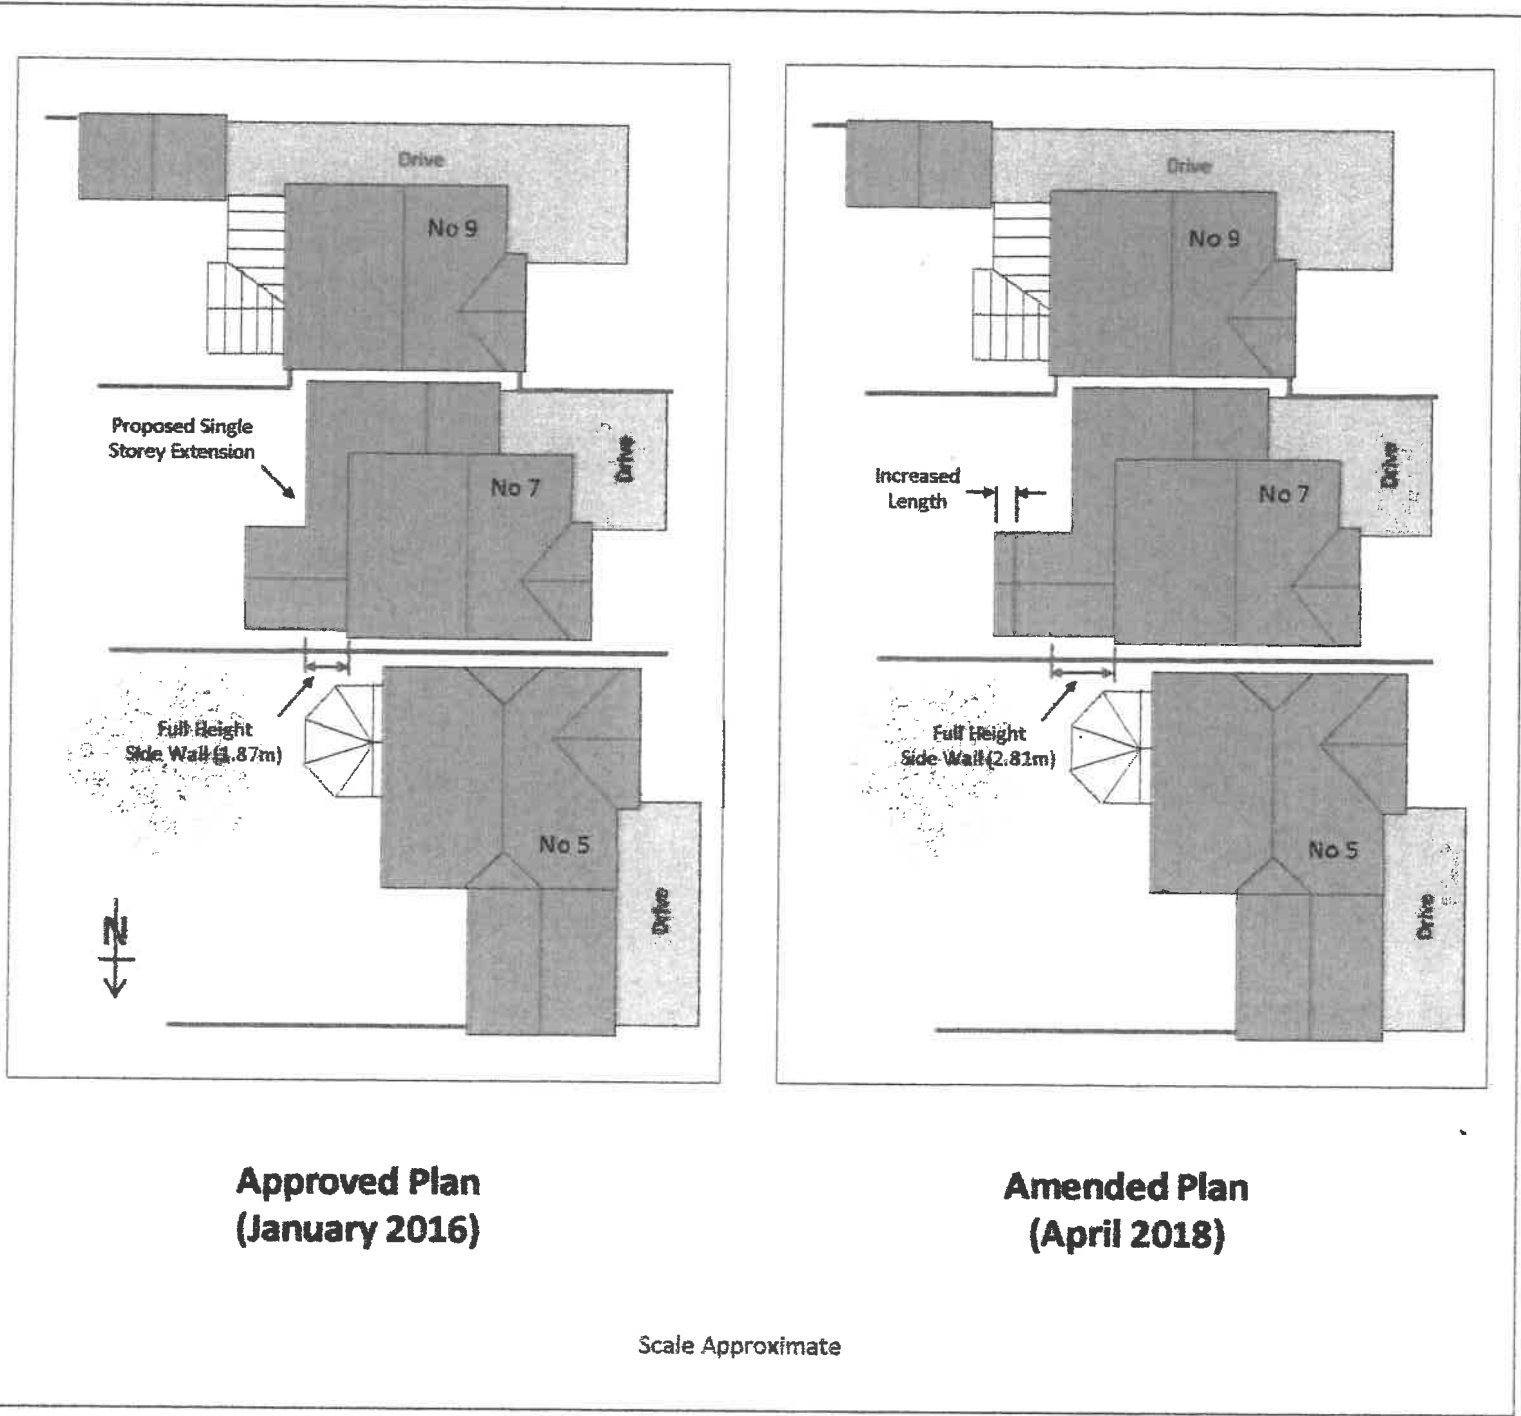 Drive
No 9
Proposed Single
Storey Extension
No 7
Drive
Full Height
Side Wall (1.87m)
No 5
Drive
N
Approved Plan
(January 2016)
Drive
No 9
Increased
Length
No 7
Drive
Full Height
Side Wall (2.81m)
No 5
Drive
Amended Plan
(April 2018)
Scale Approximate